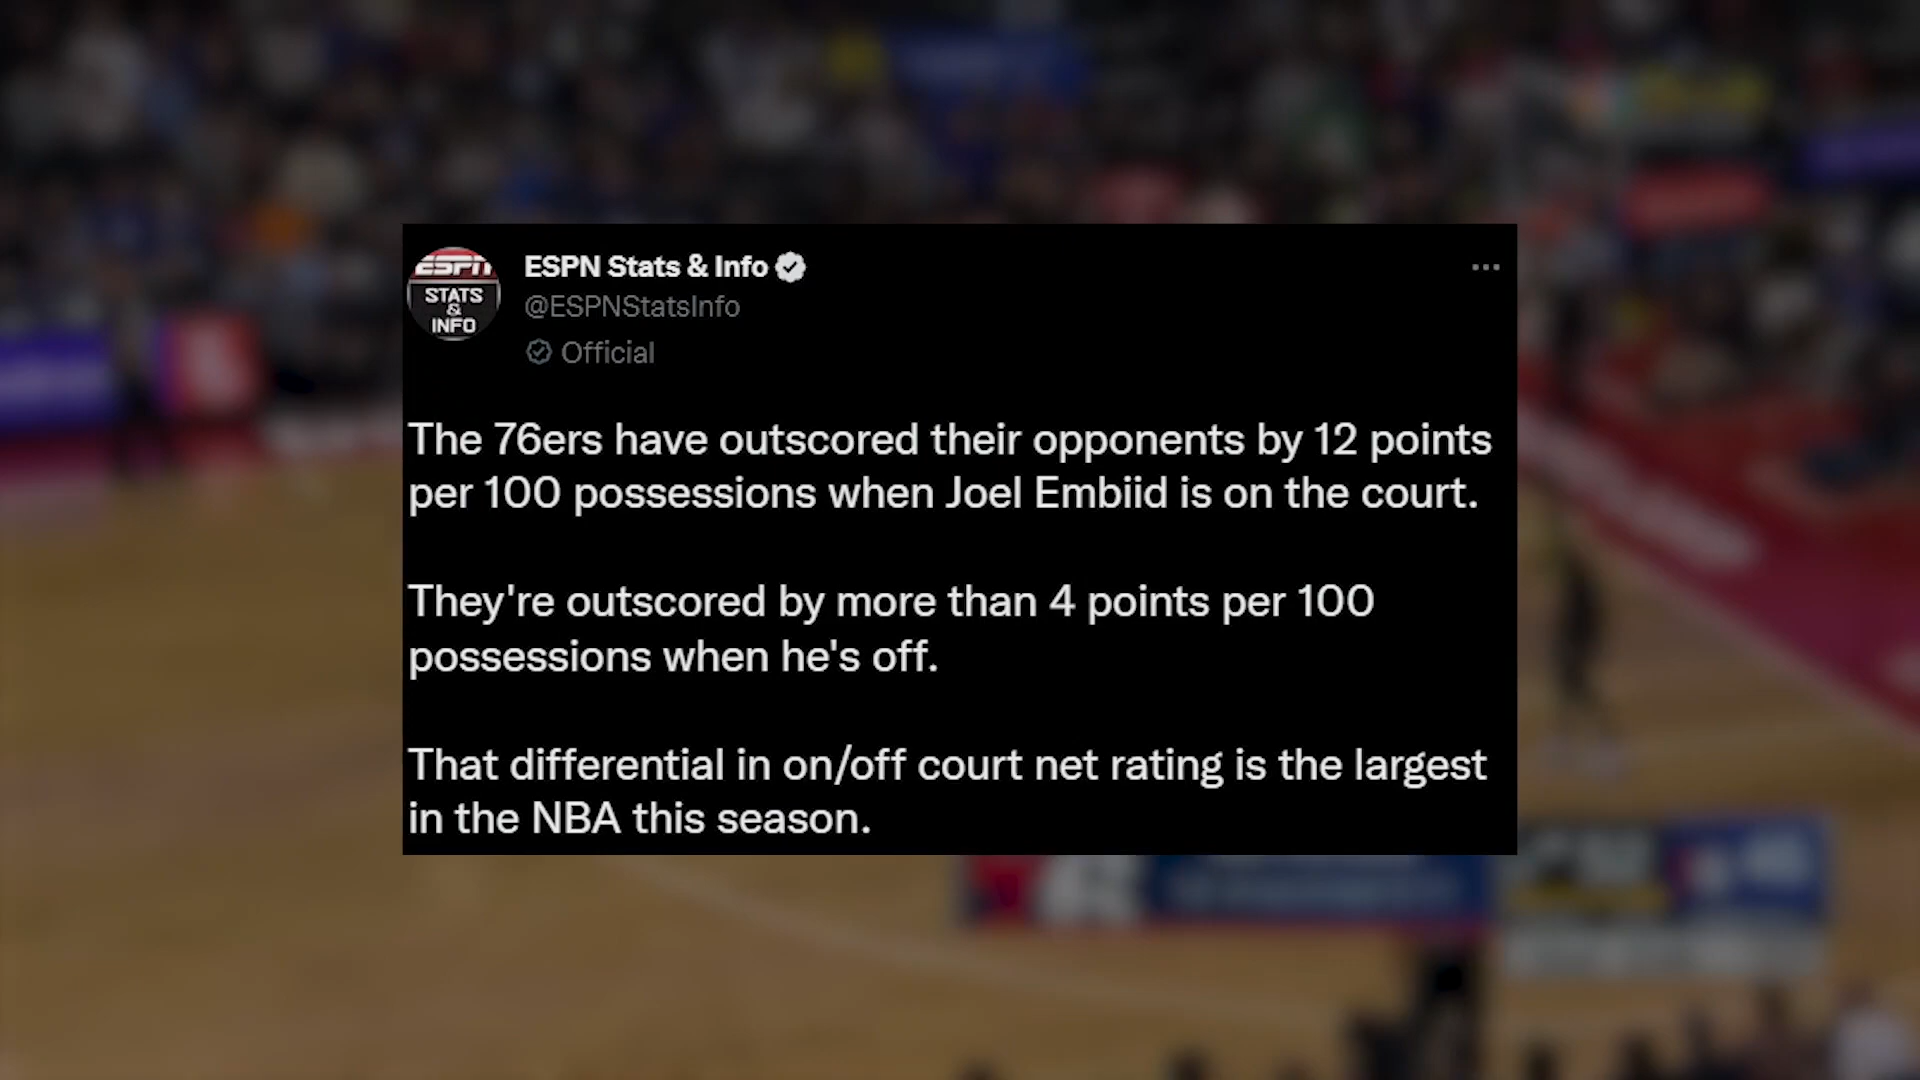 ESPN
STATS
&
INFO
ESPN Stats & Info
@ESPNStatsInfo
Official
The 76ers have outscored their opponents by 12 points
per 100 possessions when Joel Embiid is on the court.
They're outscored by more than 4 points per 100
possessions when he's off.
That differential in on/off court net rating is the largest
in the NBA this season.